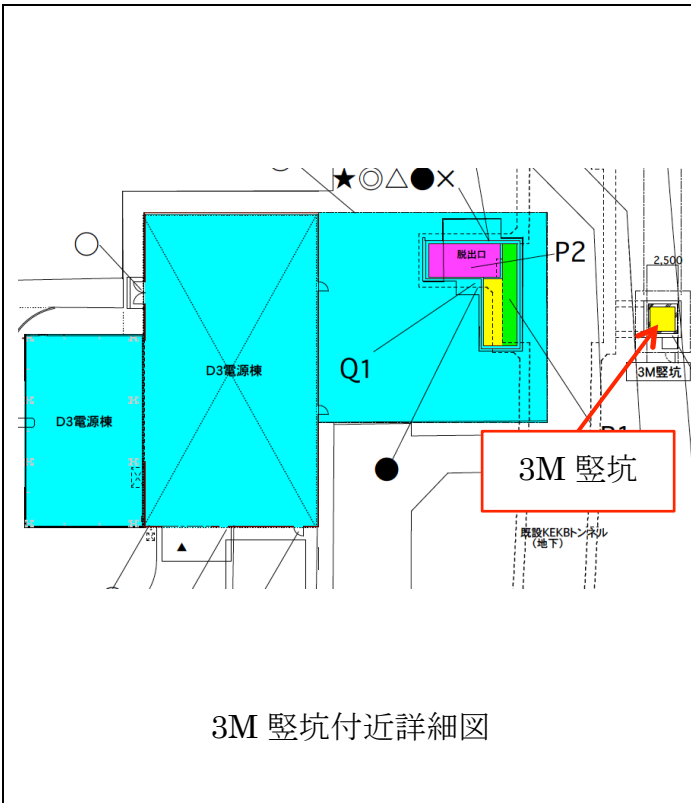 ★◎△●×
○
脱出口
P2
2,500
D3電源棟
Q1
3M竪坑
D3電源棟
3M 竪坑
●
既設KEKBトンネル
(地下)
▲
3M 竪坑付近詳細図